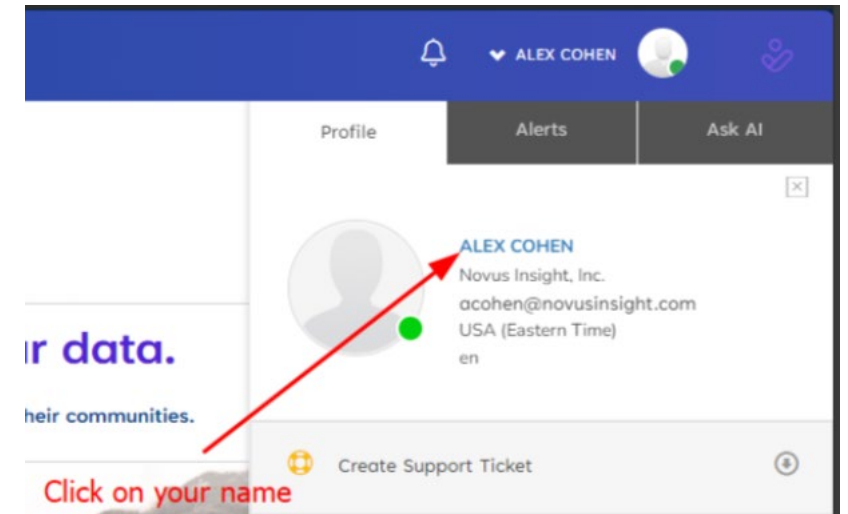 ALEX COHEN
Profile
Alerts
Ask AI
ALEX COHEN
Novus Insight, Inc.
acohen@novusinsight.com
USA (Eastern Time)
en
r data.
heir communities.
Create Support Ticket
Click on your name